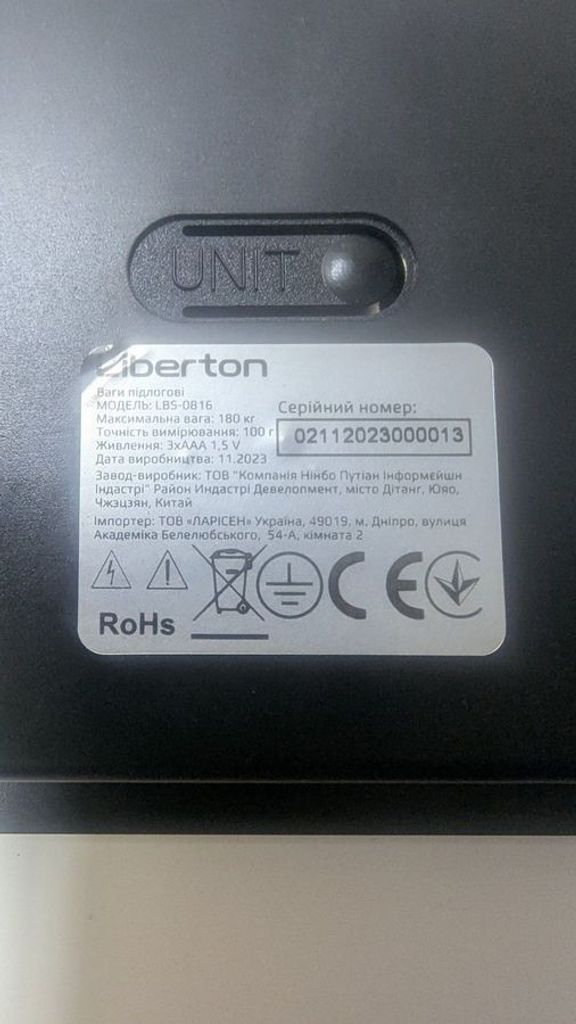 UNIT
Liberton
Ваги підлогові
МОДЕЛЬ: LBS-0816
Максимальна вага: 180 кг
Точність вимірювання: 100 г
Живлення: 3xAAA 1,5 V
Дата виробництва: 11.2023
Серійний номер:
02112023000013
Завод-виробник: ТОВ "Компанія Нінбо Путіан Інформейшн
Індастрі" Район Индастрі Девелопмент, місто Дітанг, Юяо,
Чжэцзян, Китай
Імпортер: ТОВ «ЛАРІСЕН» Україна, 49019, м. Дніпро, вулиця
Академіка Белелюбського, 54-А, кімната 2
CE
RoHs